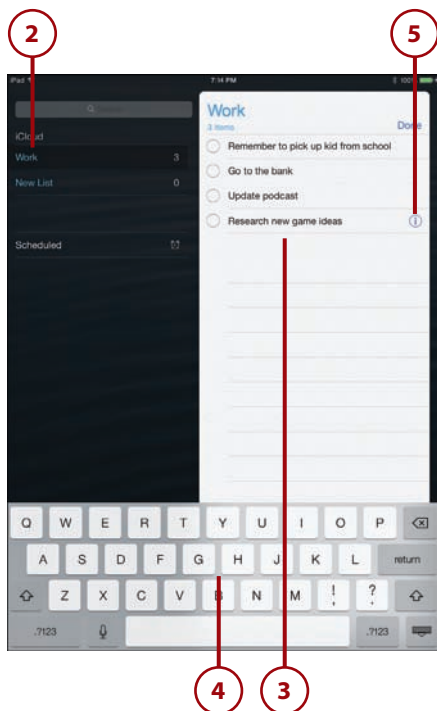 2
5
iPad
7:14 PM
100%
Search
iCloud
Work 3
New List 0
Scheduled
Work
3 items
Done
Remember to pick up kid from school
Go to the bank
Update podcast
Research new game ideas
Q W E R T Y U I O P
A S D F G H J K L return
Z X C V B N M ! , ? .
.?123 .?123
4
3